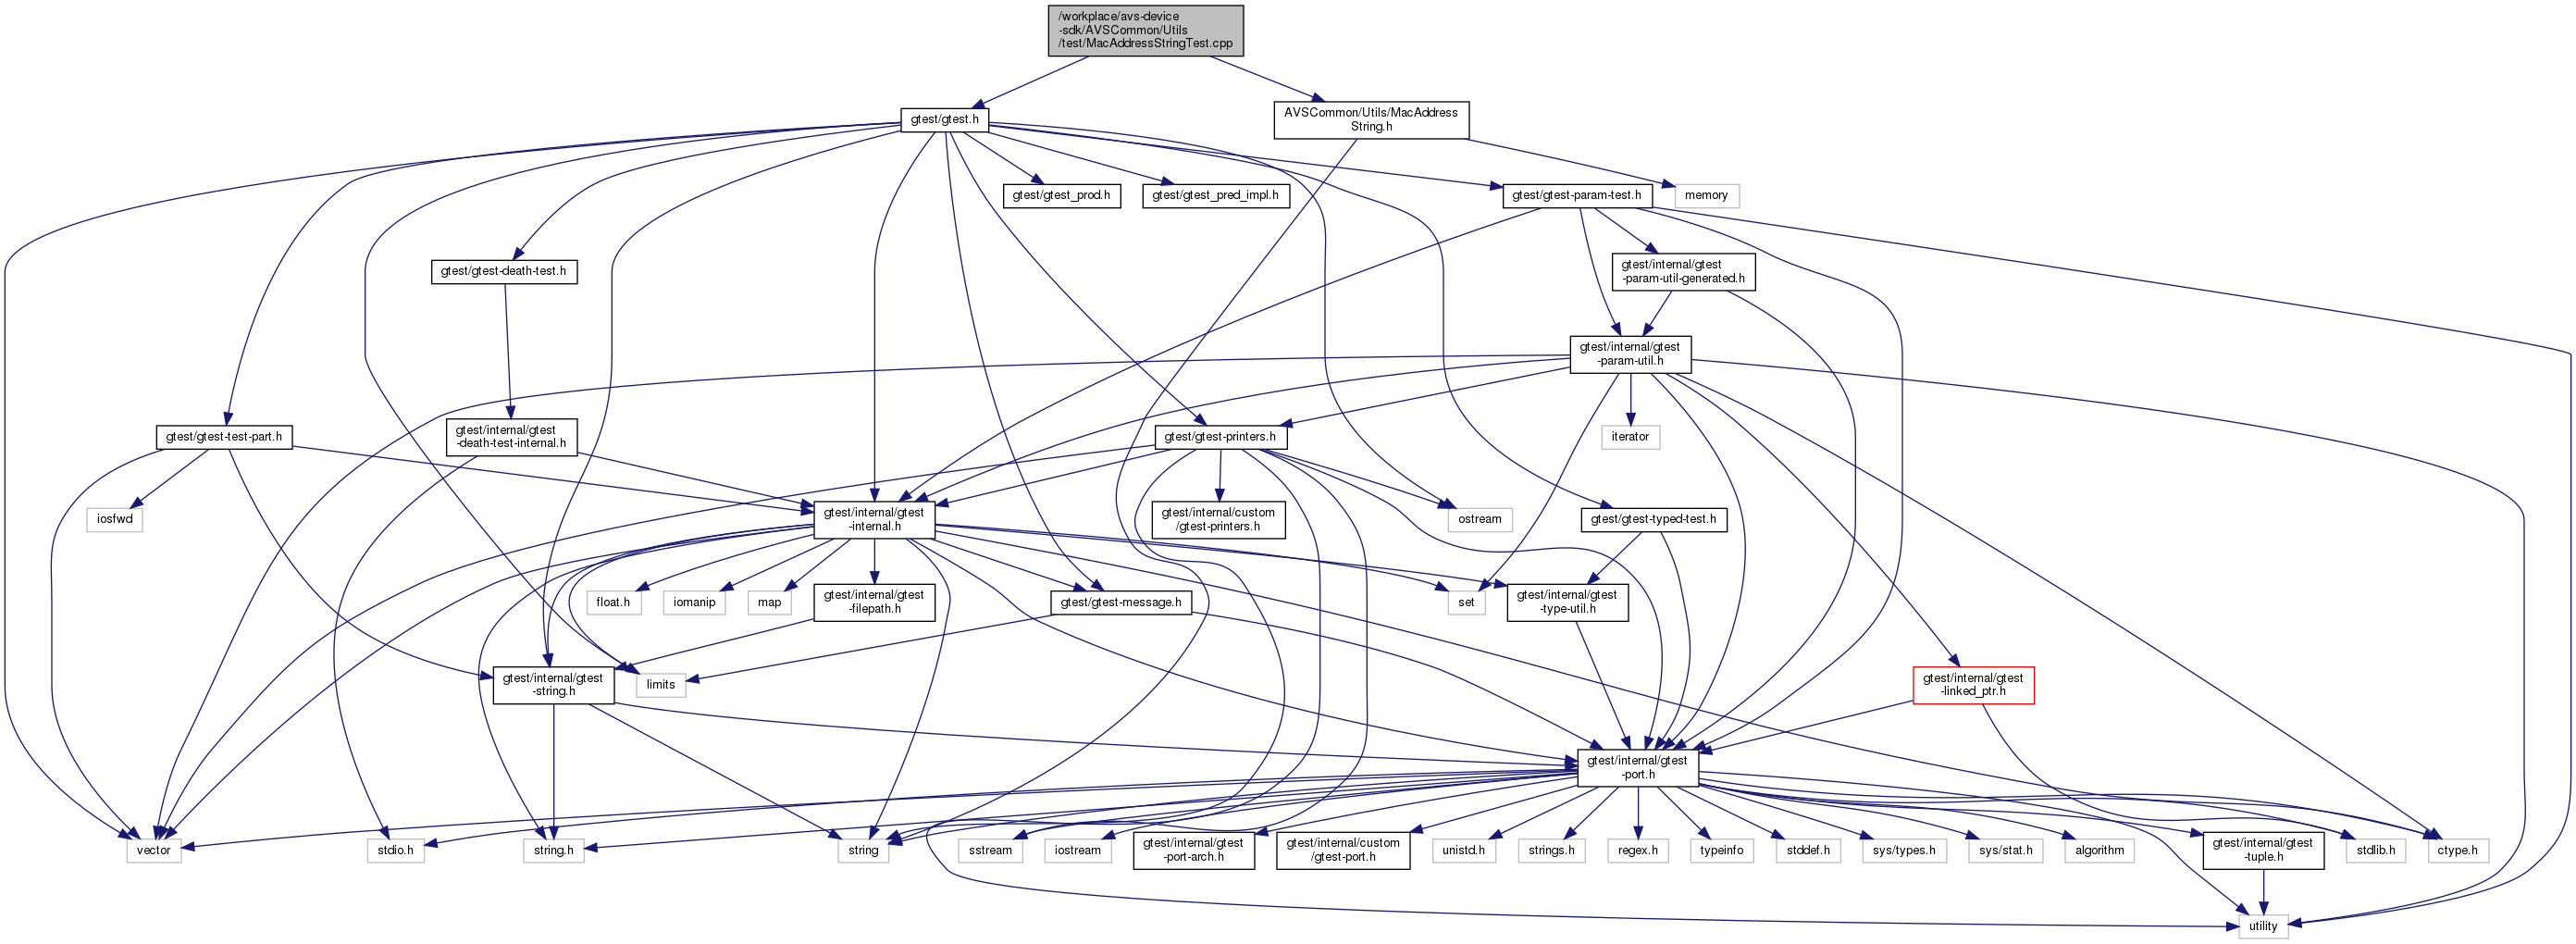 /workplace/avs-device
-sdk/AVSCommon/Utils
/test/MacAddressStringTest.cpp
gtest/gtest.h
AVSCommon/Utils/MacAddress
String.h
gtest/gtest_prod.h
gtest/gtest_pred_impl.h
gtest/gtest-param-test.h
memory
gtest/gtest-death-test.h
gtest/internal/gtest
-param-util-generated.h
gtest/internal/gtest
-param-util.h
gtest/gtest-test-part.h
gtest/internal/gtest
-death-test-internal.h
gtest/gtest-printers.h
iterator
iosfwd
gtest/internal/gtest
-internal.h
gtest/internal/custom
/gtest-printers.h
ostream
gtest/gtest-typed-test.h
float.h
iomanip
map
gtest/internal/gtest
-filepath.h
gtest/gtest-message.h
set
gtest/internal/gtest
-type-util.h
gtest/internal/gtest
-string.h
limits
gtest/internal/gtest
-linked_ptr.h
gtest/internal/gtest
-port.h
vector
stdio.h
string.h
string
sstream
iostream
gtest/internal/gtest
-port-arch.h
gtest/internal/custom
/gtest-port.h
unistd.h
strings.h
regex.h
typeinfo
stddef.h
sys/types.h
sys/stat.h
algorithm
gtest/internal/gtest
-tuple.h
stdlib.h
ctype.h
utility